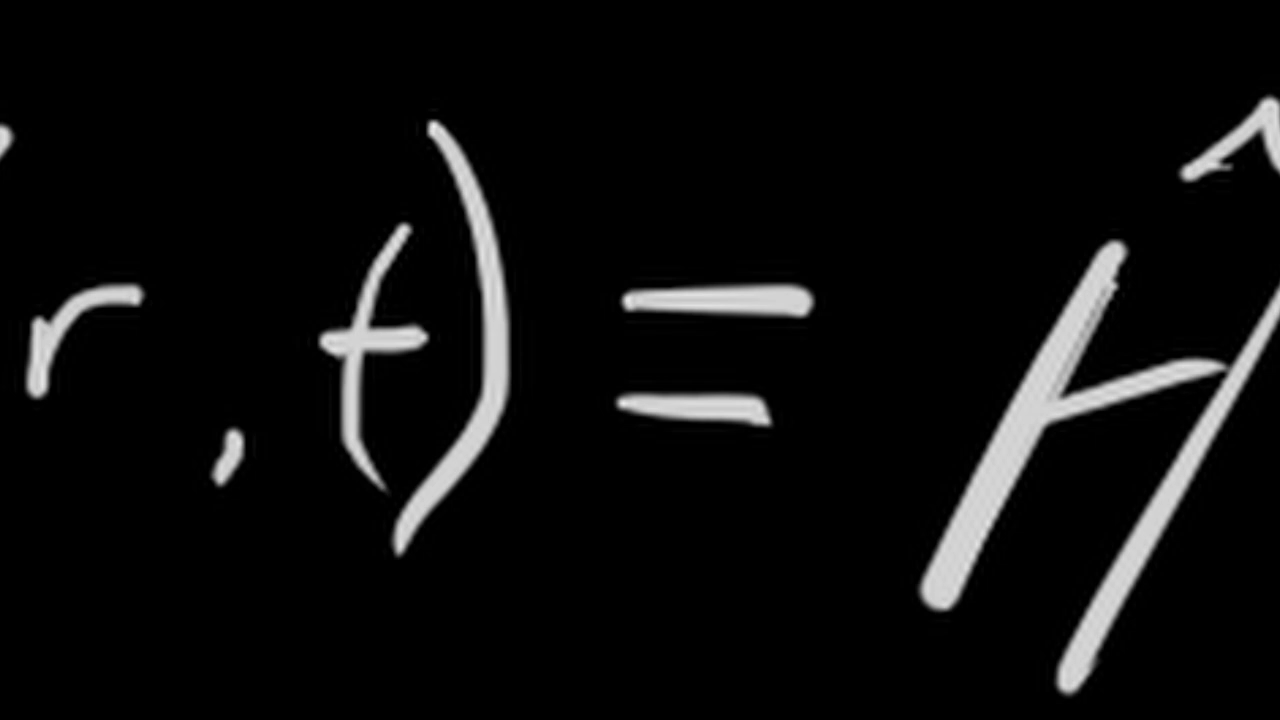 r, t) = Ĥ